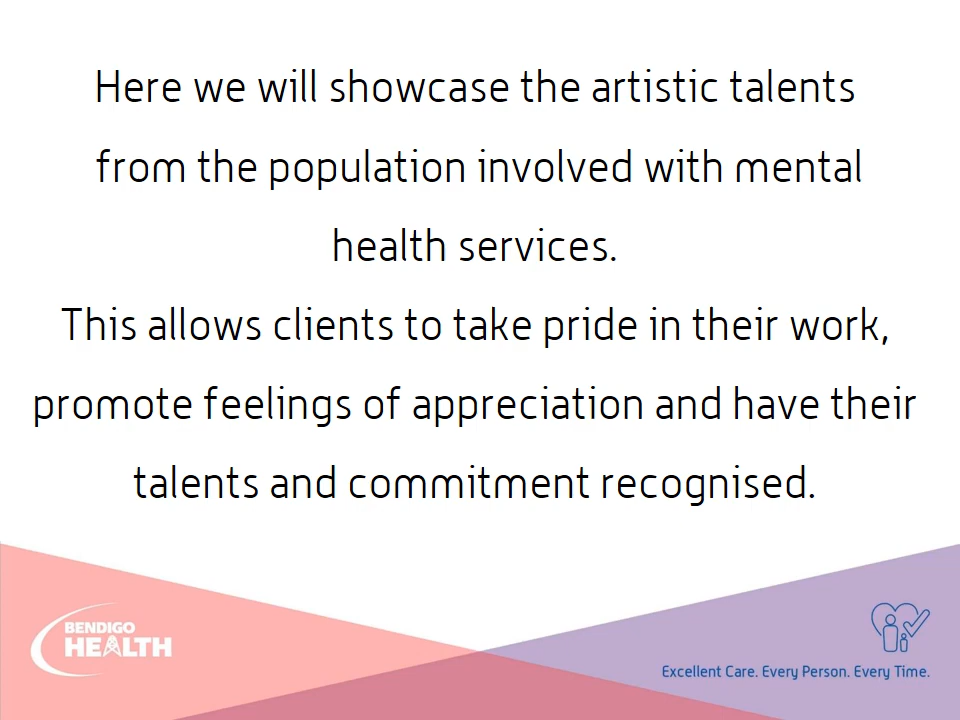 Here we will showcase the artistic talents
from the population involved with mental
health services.
This allows clients to take pride in their work,
promote feelings of appreciation and have their
talents and commitment recognised.
BENDIGO
HEALTH
Excellent Care. Every Person. Every Time.